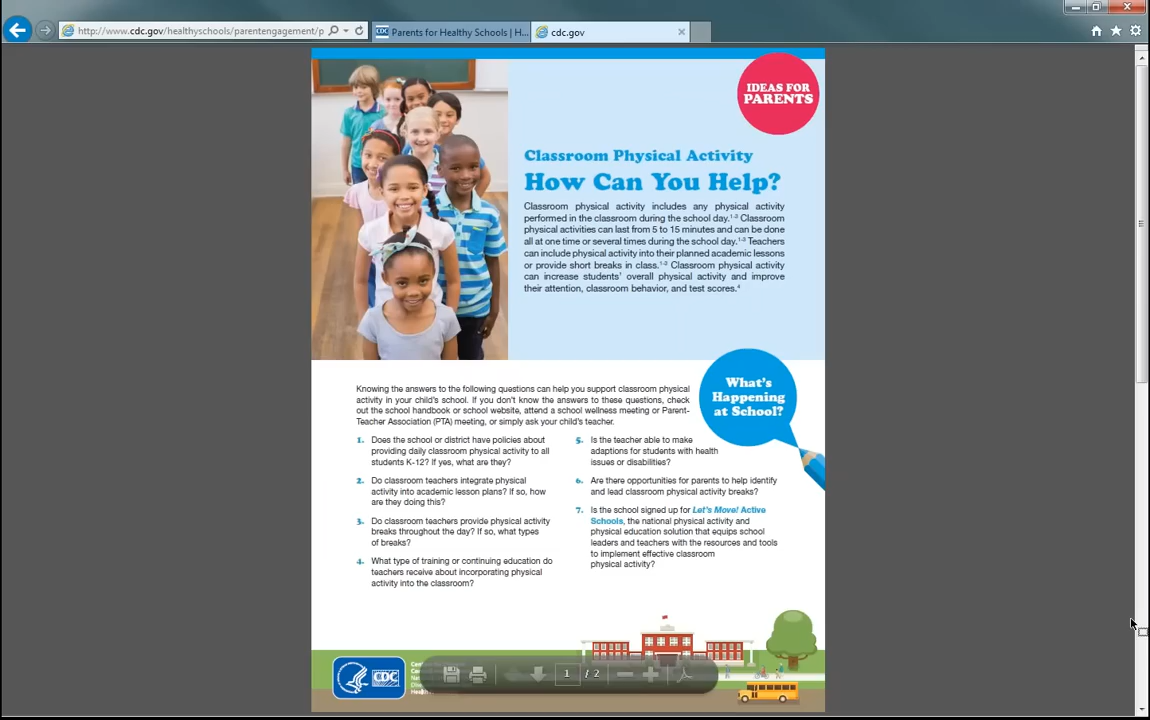 http://www.cdc.gov/healthyschools/parentengagement/p
Parents for Healthy Schools | H...
cdc.gov
IDEAS FOR
PARENTS
Classroom Physical Activity
How Can You Help?
Classroom physical activity includes any physical activity
performed in the classroom during the school day.¹⁻³ Classroom
physical activities can last from 5 to 15 minutes and can be done
all at one time or several times during the school day.¹⁻³ Teachers
can include physical activity into their planned academic lessons
or provide short breaks in class.¹⁻³ Classroom physical activity
can increase students' overall physical activity and improve
their attention, classroom behavior, and test scores.⁴
What's
Happening
at School?
Knowing the answers to the following questions can help you support classroom physical
activity in your child's school. If you don't know the answers to these questions, check
out the school handbook or school website, attend a school wellness meeting or Parent-
Teacher Association (PTA) meeting, or simply ask your child's teacher.
1. Does the school or district have policies about
providing daily classroom physical activity to all
students K-12? If yes, what are they?
2. Do classroom teachers integrate physical
activity into academic lesson plans? If so, how
are they doing this?
3. Do classroom teachers provide physical activity
breaks throughout the day? If so, what types
of breaks?
4. What type of training or continuing education do
teachers receive about incorporating physical
activity into the classroom?
5. Is the teacher able to make
adaptions for students with health
issues or disabilities?
6. Are there opportunities for parents to help identify
and lead classroom physical activity breaks?
7. Is the school signed up for Let's Move! Active
Schools, the national physical activity and
physical education solution that equips school
leaders and teachers with the resources and tools
to implement effective classroom
physical activity?
CDC
1 / 2